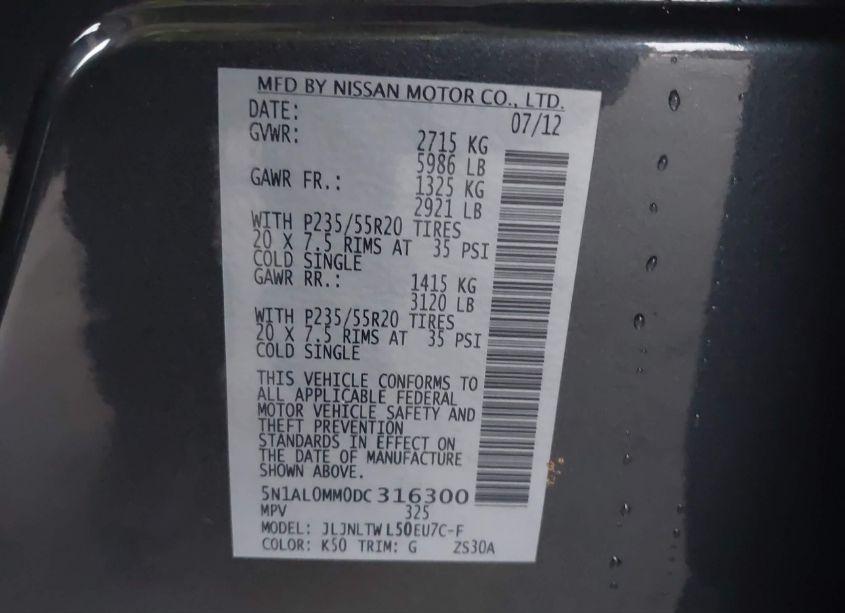 MFD BY NISSAN MOTOR CO., LTD.
DATE: 07/12
GVWR: 2715 KG
5986 LB
GAWR FR.: 1325 KG
2921 LB
WITH P235/55R20 TIRES
20 X 7.5 RIMS AT 35 PSI
COLD SINGLE
GAWR RR.: 1415 KG
3120 LB
WITH P235/55R20 TIRES
20 X 7.5 RIMS AT 35 PSI
COLD SINGLE
THIS VEHICLE CONFORMS TO
ALL APPLICABLE FEDERAL
MOTOR VEHICLE SAFETY AND
THEFT PREVENTION
STANDARDS IN EFFECT ON
THE DATE OF MANUFACTURE
SHOWN ABOVE.
5N1AL0MM0DC316300
MPV 325
MODEL: JLJNLTWL50EU7C-F
COLOR: K50 TRIM: G ZS30A